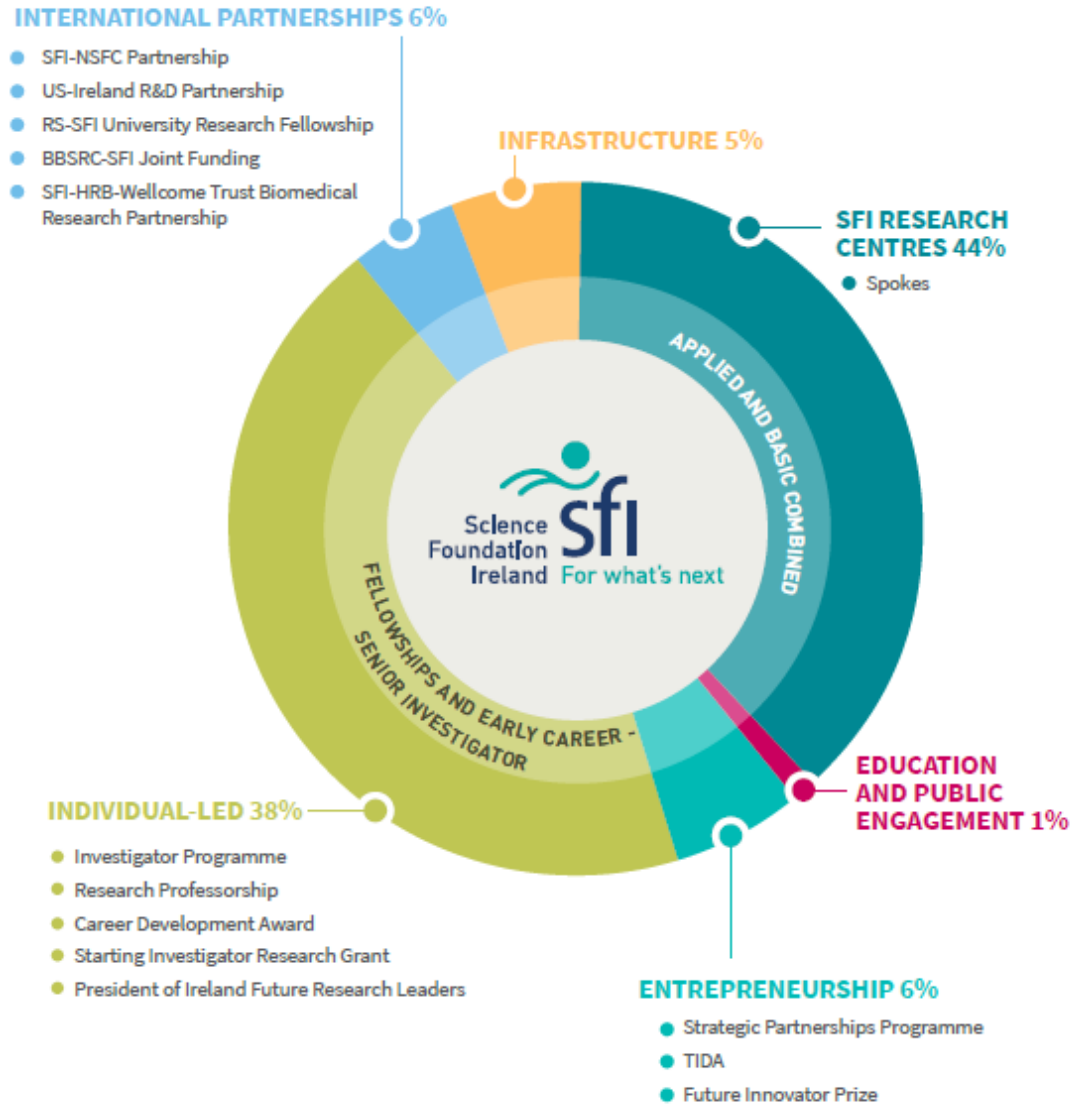 INTERNATIONAL PARTNERSHIPS 6%
SFI-NSFC Partnership
US-Ireland R&D Partnership
RS-SFI University Research Fellowship
BBSRC-SFI Joint Funding
SFI-HRB-Wellcome Trust Biomedical
Research Partnership
INFRASTRUCTURE 5%
SFI RESEARCH
CENTRES 44%
Spokes
APPLIED AND BASIC COMBINED
Science
Foundation
Ireland
sfi
For what's next
FELLOWSHIPS AND EARLY CAREER -
SENIOR INVESTIGATOR
EDUCATION
AND PUBLIC
ENGAGEMENT 1%
INDIVIDUAL-LED 38%
Investigator Programme
Research Professorship
Career Development Award
Starting Investigator Research Grant
President of Ireland Future Research Leaders
ENTREPRENEURSHIP 6%
Strategic Partnerships Programme
TIDA
Future Innovator Prize